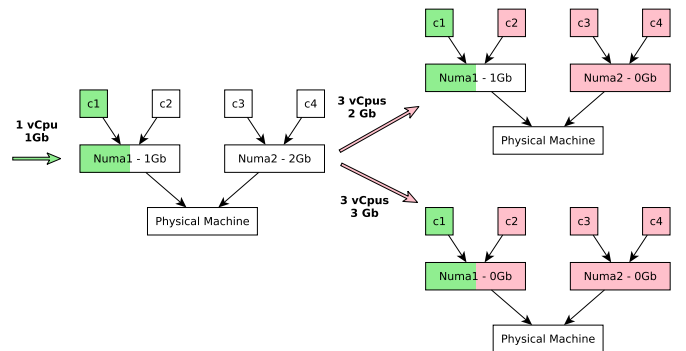 1 vCpu
1Gb
c1
c2
c3
c4
Numa1 - 1Gb
Numa2 - 2Gb
Physical Machine
3 vCpus
2 Gb
c1
c2
c3
c4
Numa1 - 1Gb
Numa2 - 0Gb
Physical Machine
3 vCpus
3 Gb
c1
c2
c3
c4
Numa1 - 0Gb
Numa2 - 0Gb
Physical Machine